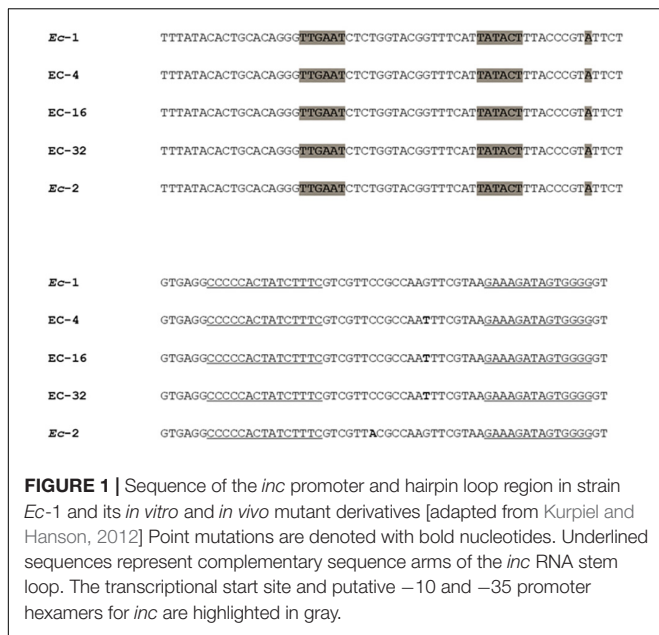 Ec-1 TTTATACACTGCACAGGGTTGAATCTCTGGTACGGTTTCATTATACTTTACCCGTATTCT
EC-4 TTTATACACTGCACAGGGTTGAATCTCTGGTACGGTTTCATTATACTTTACCCGTATTCT
EC-16 TTTATACACTGCACAGGGTTGAATCTCTGGTACGGTTTCATTATACTTTACCCGTATTCT
EC-32 TTTATACACTGCACAGGGTTGAATCTCTGGTACGGTTTCATTATACTTTACCCGTATTCT
Ec-2 TTTATACACTGCACAGGGTTGAATCTCTGGTACGGTTTCATTATACTTTACCCGTATTCT
Ec-1 GTGAGGCCCCCACTATCTTTCGTCGTTCCGCCAAGTTCGTAAGAAAGATAGTGGGGGT
EC-4 GTGAGGCCCCCACTATCTTTCGTCGTTCCGCCAATTTCGTAAGAAAGATAGTGGGGGT
EC-16 GTGAGGCCCCCACTATCTTTCGTCGTTCCGCCAATTTCGTAAGAAAGATAGTGGGGGT
EC-32 GTGAGGCCCCCACTATCTTTCGTCGTTCCGCCAATTTCGTAAGAAAGATAGTGGGGGT
Ec-2 GTGAGGCCCCCACTATCTTTCGTCGTTACGCCAAGTTCGTAAGAAAGATAGTGGGGGT
FIGURE 1 | Sequence of the inc promoter and hairpin loop region in strain
Ec-1 and its in vitro and in vivo mutant derivatives [adapted from Kurpiel and
Hanson, 2012] Point mutations are denoted with bold nucleotides. Underlined
sequences represent complementary sequence arms of the inc RNA stem
loop. The transcriptional start site and putative −10 and −35 promoter
hexamers for inc are highlighted in gray.